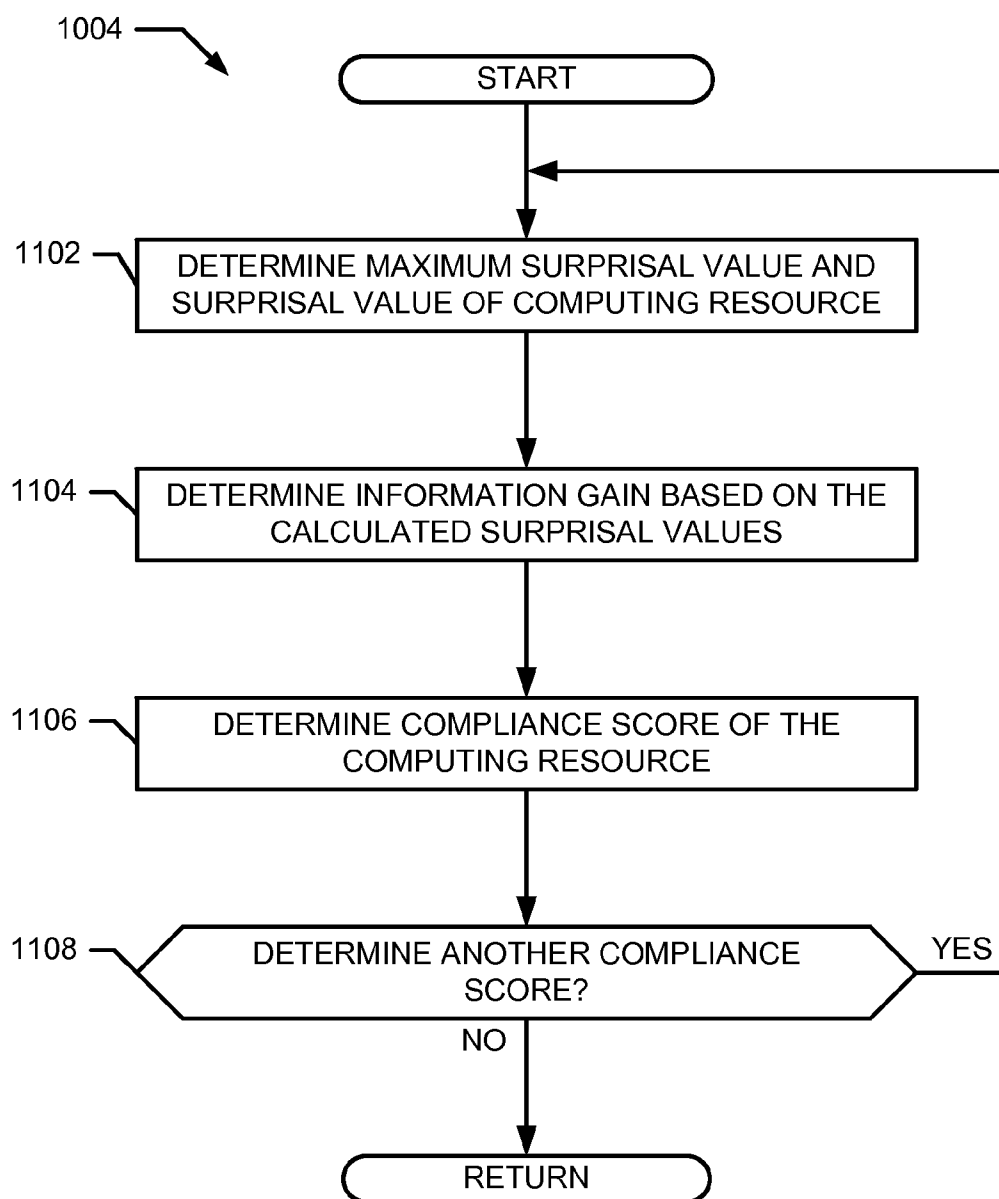 1004
START
1102
DETERMINE MAXIMUM SURPRISAL VALUE AND
SURPRISAL VALUE OF COMPUTING RESOURCE
1104
DETERMINE INFORMATION GAIN BASED ON THE
CALCULATED SURPRISAL VALUES
1106
DETERMINE COMPLIANCE SCORE OF THE
COMPUTING RESOURCE
1108
DETERMINE ANOTHER COMPLIANCE
SCORE?
YES
NO
RETURN